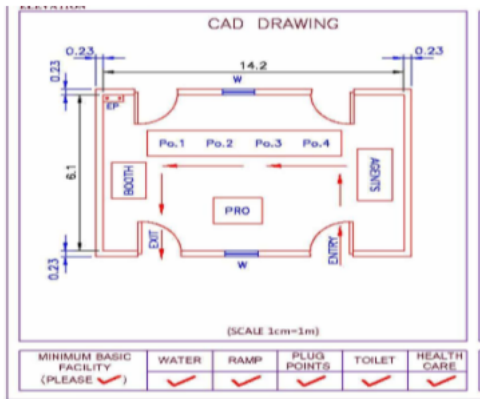 ELEVATION
CAD DRAWING
0.23
14.2
0.23
0.23
W
EP
Po.1 Po.2 Po.3 Po.4
6.1
BOOTH
AGENTS
PRO
EXIT
ENTRY
0.23
W
(SCALE 1cm=1m)
MINIMUM BASIC FACILITY (PLEASE ✓)
WATER
RAMP
PLUG POINTS
TOILET
HEALTH CARE
✓ ✓ ✓ ✓ ✓